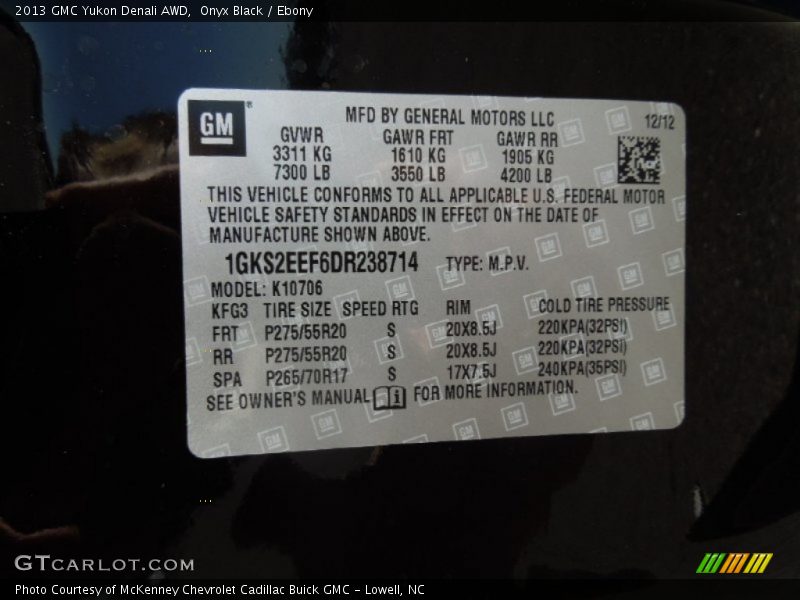 2013 GMC Yukon Denali AWD,  Onyx Black / Ebony
GM ®
MFD BY GENERAL MOTORS LLC 12/12
GVWR GAWR FRT GAWR RR
3311 KG 1610 KG 1905 KG
7300 LB 3550 LB 4200 LB
THIS VEHICLE CONFORMS TO ALL APPLICABLE U.S. FEDERAL MOTOR
VEHICLE SAFETY STANDARDS IN EFFECT ON THE DATE OF
MANUFACTURE SHOWN ABOVE.
1GKS2EEF6DR238714 TYPE: M.P.V.
MODEL: K10706
KFG3 TIRE SIZE SPEED RTG RIM COLD TIRE PRESSURE
FRT P275/55R20 S 20X8.5J 220KPA(32PSI)
RR P275/55R20 S 20X8.5J 220KPA(32PSI)
SPA P265/70R17 S 17X7.5J 240KPA(35PSI)
SEE OWNER'S MANUAL i FOR MORE INFORMATION.
GTCARLOT.COM
Photo Courtesy of McKenney Chevrolet Cadillac Buick GMC - Lowell, NC